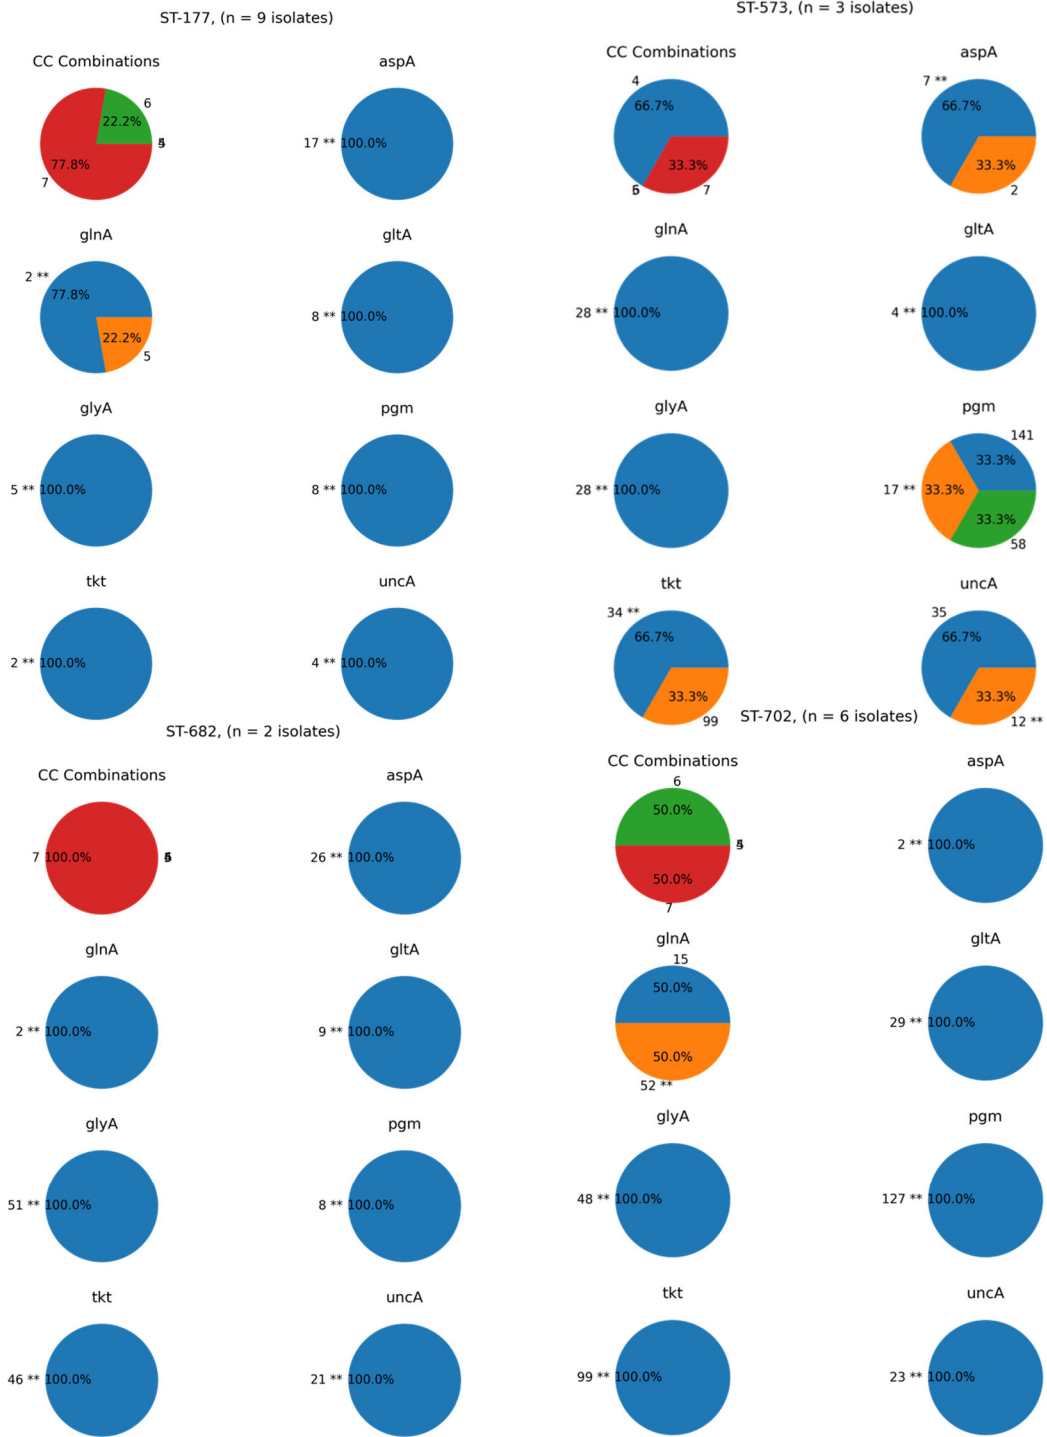 ST-177, (n = 9 isolates)
CC Combinations
6
22.2%
77.8%
7
aspA
17 ** 100.0%
glnA
2 **
77.8%
22.2%
5
gltA
8 ** 100.0%
glyA
5 ** 100.0%
pgm
8 ** 100.0%
tkt
2 ** 100.0%
uncA
4 ** 100.0%
ST-573, (n = 3 isolates)
CC Combinations
4
66.7%
33.3%
7
aspA
7 **
66.7%
33.3%
2
glnA
28 ** 100.0%
gltA
4 ** 100.0%
glyA
28 ** 100.0%
pgm
141
33.3%
17 ** 33.3%
33.3%
58
tkt
34 **
66.7%
33.3%
99
uncA
35
66.7%
33.3%
12 **
ST-682, (n = 2 isolates)
CC Combinations
7 100.0%
aspA
26 ** 100.0%
glnA
2 ** 100.0%
gltA
9 ** 100.0%
glyA
51 ** 100.0%
pgm
8 ** 100.0%
tkt
46 ** 100.0%
uncA
21 ** 100.0%
ST-702, (n = 6 isolates)
CC Combinations
6
50.0%
50.0%
7
aspA
2 ** 100.0%
glnA
15
50.0%
50.0%
52 **
gltA
29 ** 100.0%
glyA
48 ** 100.0%
pgm
127 ** 100.0%
tkt
99 ** 100.0%
uncA
23 ** 100.0%